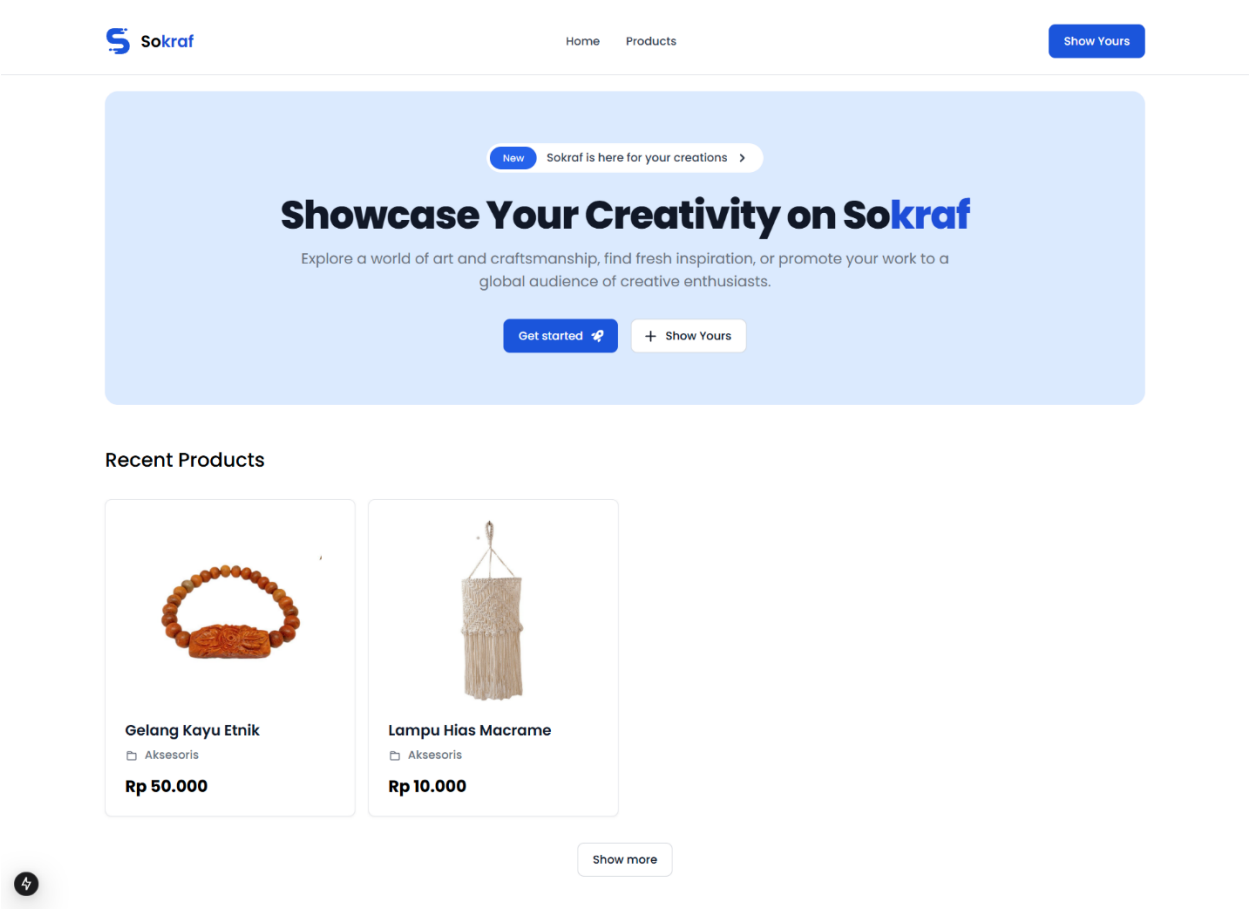 Sokraf
Home
Products
Show Yours
New
Sokraf is here for your creations
Showcase Your Creativity on Sokraf
Explore a world of art and craftsmanship, find fresh inspiration, or promote your work to a
global audience of creative enthusiasts.
Get started
Show Yours
Recent Products
Gelang Kayu Etnik
Aksesoris
Rp 50.000
Lampu Hias Macrame
Aksesoris
Rp 10.000
Show more